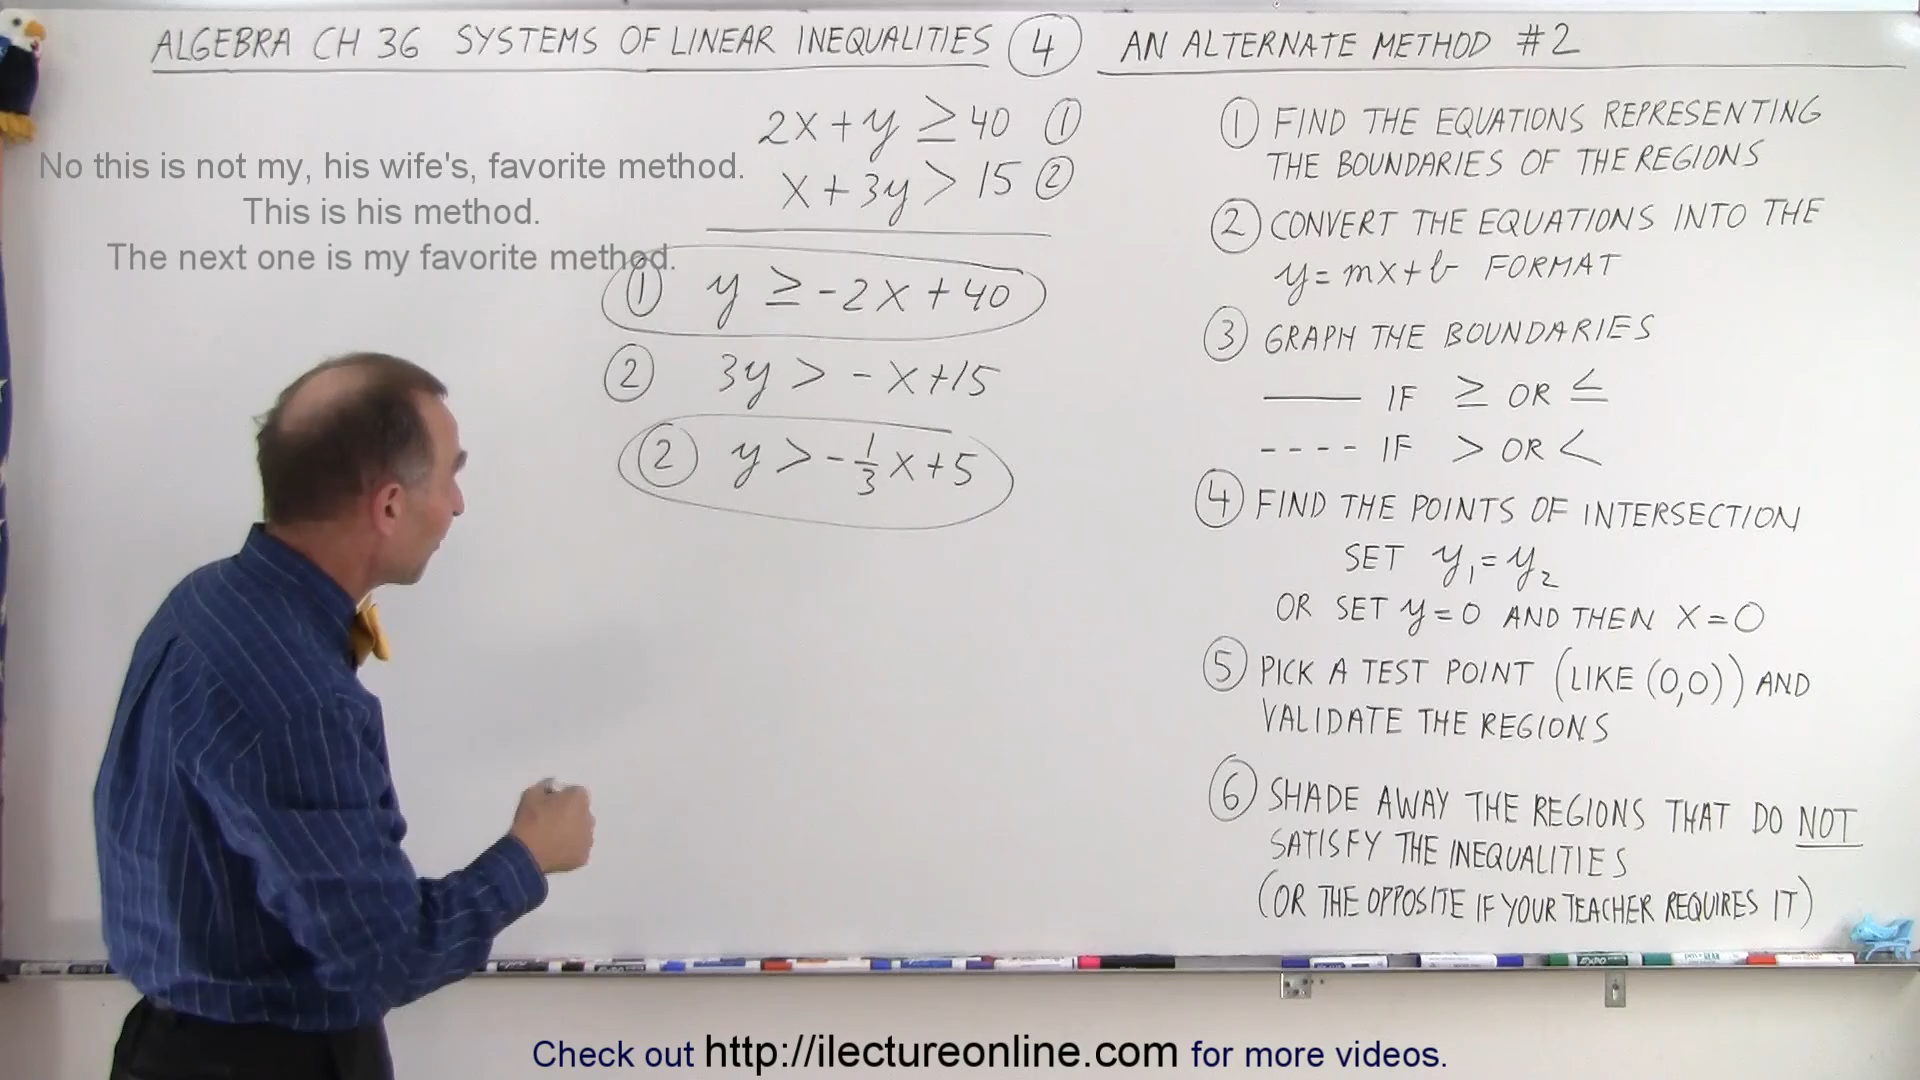 ALGEBRA CH 36 SYSTEMS OF LINEAR INEQUALITIES ④ AN ALTERNATE METHOD #2
No this is not my, his wife's, favorite method.
This is his method.
The next one is my favorite method.
2x+y ≥ 40 ①
x+3y > 15 ②
① y ≥ -2x+40
② 3y > -x+15
② y > -1/3x+5
① FIND THE EQUATIONS REPRESENTING
THE BOUNDARIES OF THE REGIONS
② CONVERT THE EQUATIONS INTO THE
y=mx+b FORMAT
③ GRAPH THE BOUNDARIES
—— IF ≥ OR ≤
---- IF > OR <
④ FIND THE POINTS OF INTERSECTION
SET y₁=y₂
OR SET y=0 AND THEN x=0
⑤ PICK A TEST POINT (LIKE (0,0)) AND
VALIDATE THE REGIONS
⑥ SHADE AWAY THE REGIONS THAT DO NOT
SATISFY THE INEQUALITIES
(OR THE OPPOSITE IF YOUR TEACHER REQUIRES IT)
Check out http://ilectureonline.com for more videos.